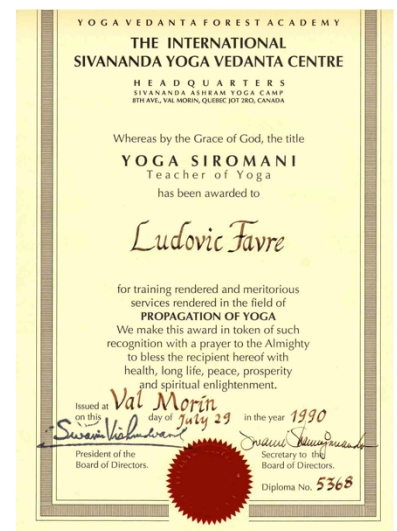 YOGA VEDANTA FOREST ACADEMY
THE INTERNATIONAL
SIVANANDA YOGA VEDANTA CENTRE
HEADQUARTERS
SIVANANDA ASHRAM YOGA CAMP
8TH AVE., VAL MORIN, QUEBEC JOT 2RO, CANADA
Whereas by the Grace of God, the title
YOGA SIROMANI
Teacher of Yoga
has been awarded to
Ludovic Favre
for training rendered and meritorious
services rendered in the field of
PROPAGATION OF YOGA
We make this award in token of such
recognition with a prayer to the Almighty
to bless the recipient hereof with
health, long life, peace, prosperity
and spiritual enlightenment.
Issued at Val Morin
on this day of July 29 in the year 1990
President of the
Board of Directors.
Secretary to the
Board of Directors.
Diploma No. 5368